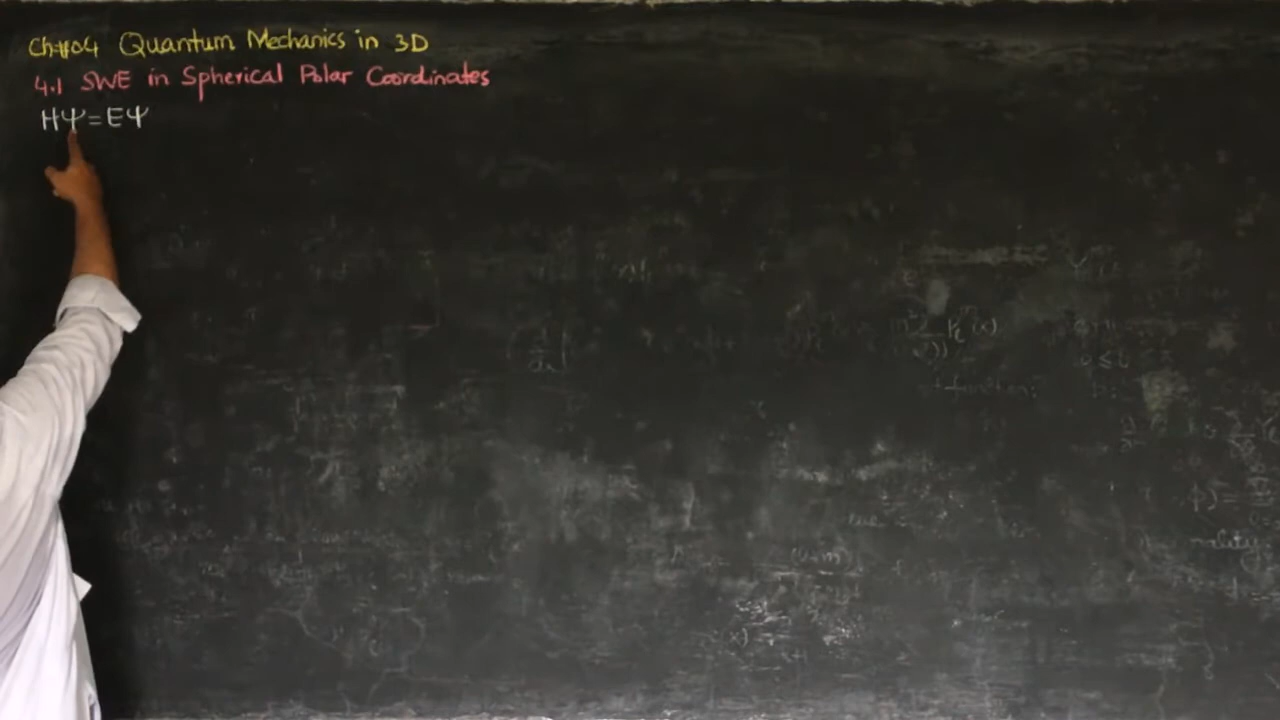 Ch#04 Quantum Mechanics in 3D
4.1 SWE in Spherical Polar Coordinates
HΨ=EΨ